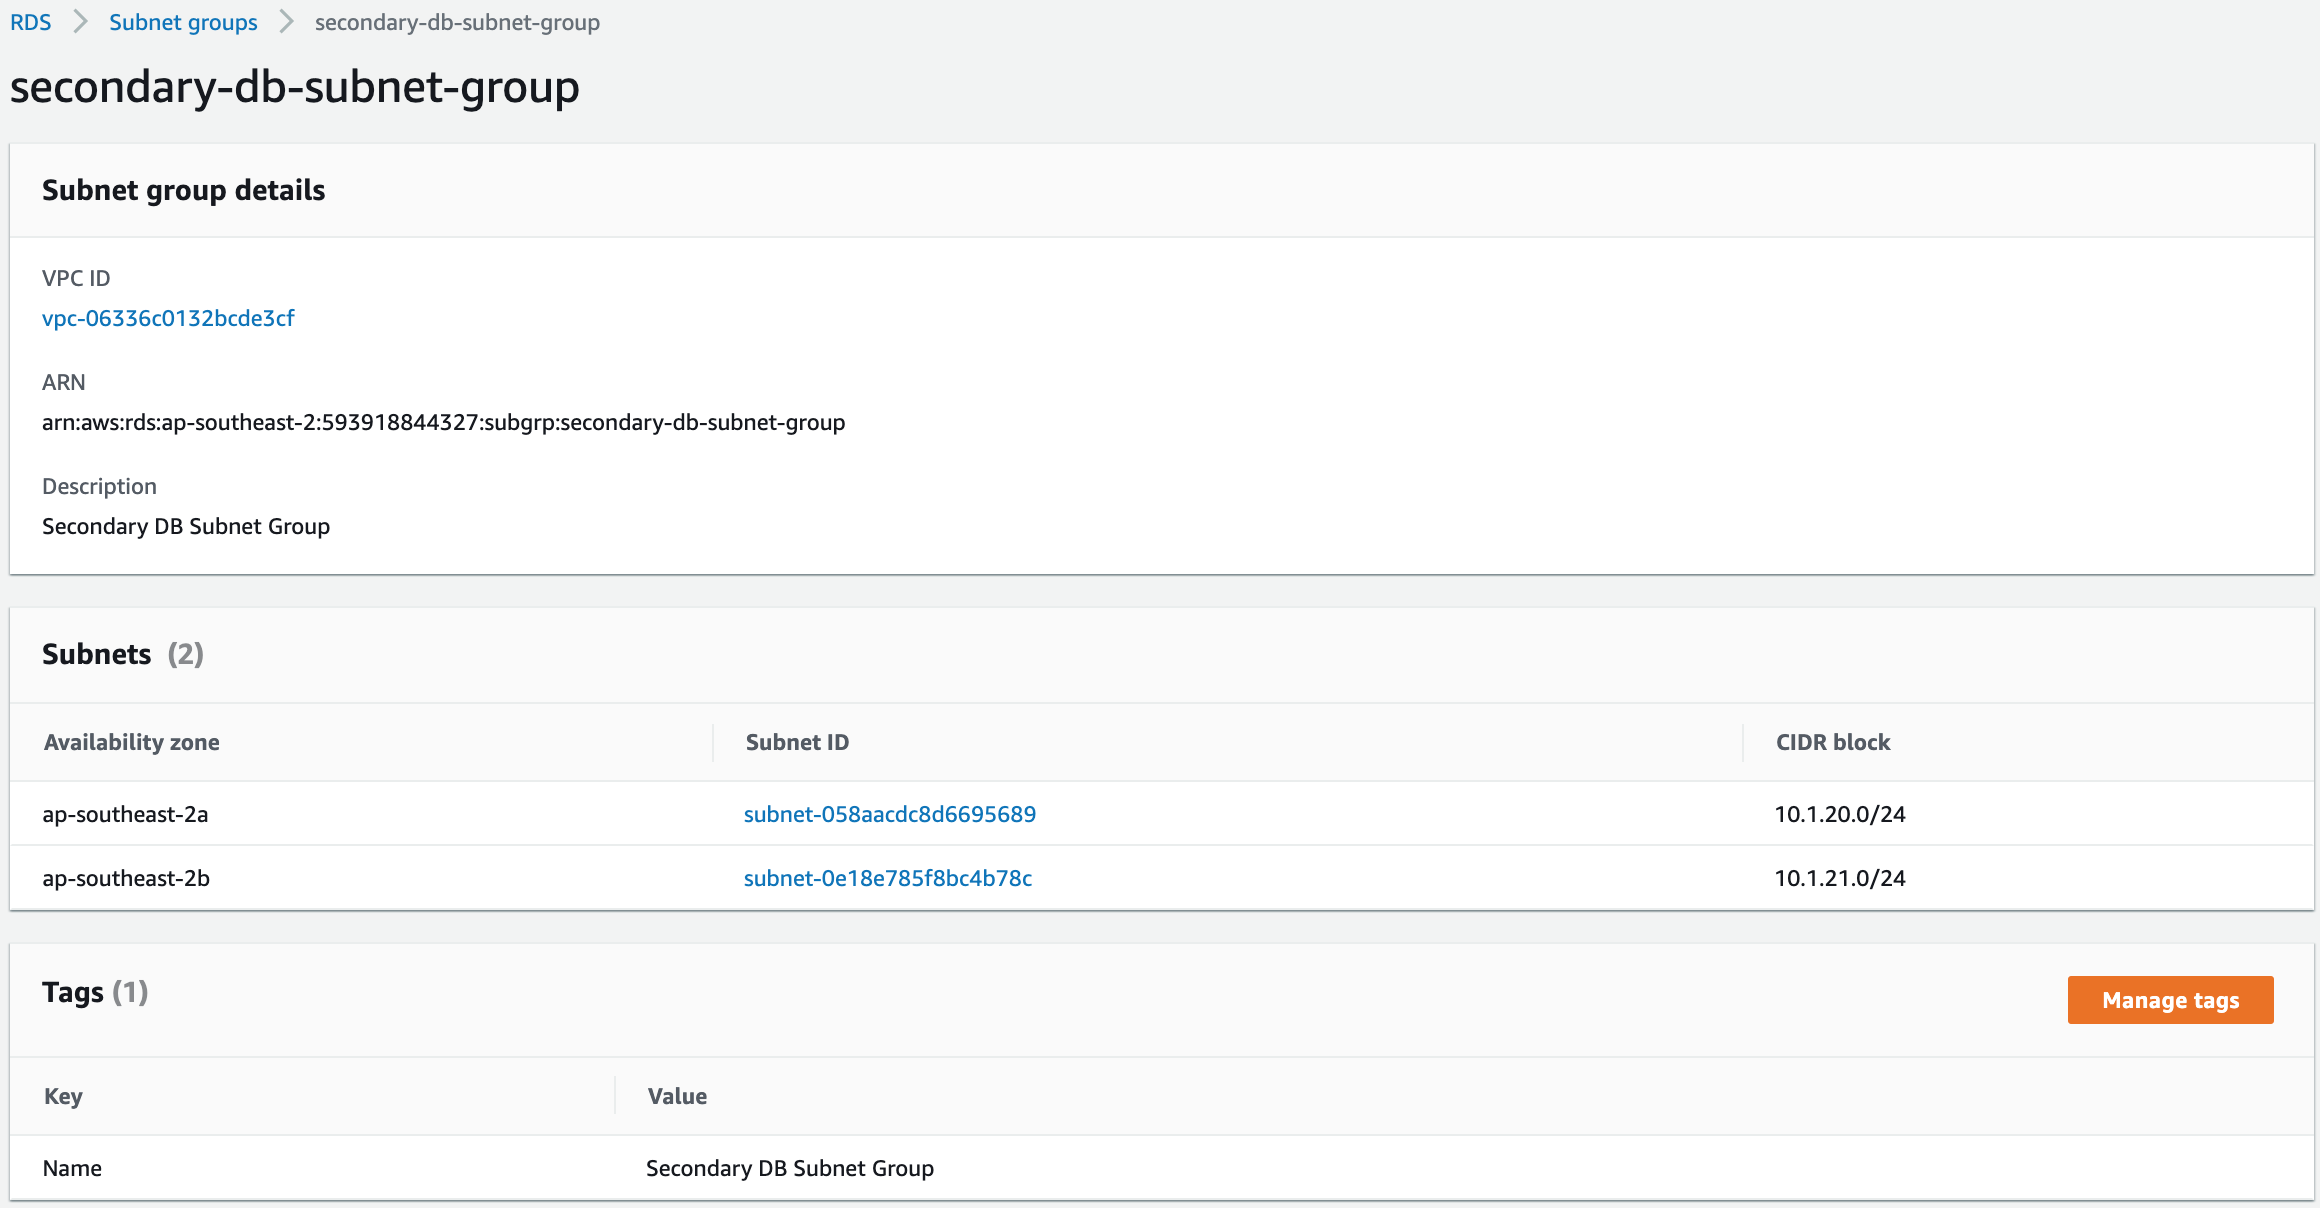 RDS > Subnet groups > secondary-db-subnet-group
secondary-db-subnet-group
Subnet group details
VPC ID
vpc-06336c0132bcde3cf
ARN
arn:aws:rds:ap-southeast-2:593918844327:subgrp:secondary-db-subnet-group
Description
Secondary DB Subnet Group
Subnets (2)
Availability zone Subnet ID CIDR block
ap-southeast-2a subnet-058aacdc8d6695689 10.1.20.0/24
ap-southeast-2b subnet-0e18e785f8bc4b78c 10.1.21.0/24
Tags (1) Manage tags
Key Value
Name Secondary DB Subnet Group